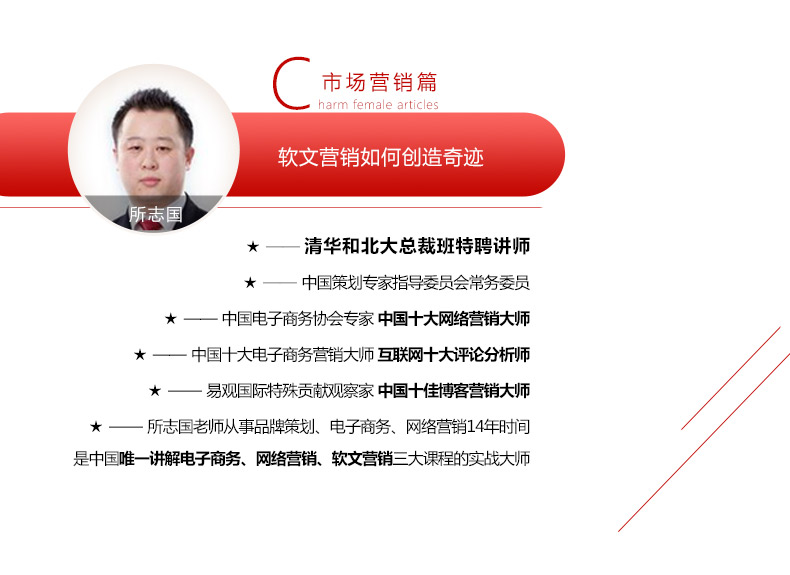 C 市场营销篇
harm female articles
软文营销如何创造奇迹
所志国
★ —— 清华和北大总裁班特聘讲师
★ —— 中国策划专家指导委员会常务委员
★ —— 中国电子商务协会专家 中国十大网络营销大师
★ —— 中国十大电子商务营销大师 互联网十大评论分析师
★ —— 易观国际特殊贡献观察家 中国十佳博客营销大师
★ —— 所志国老师从事品牌策划、电子商务、网络营销14年时间
是中国唯一讲解电子商务、网络营销、软文营销三大课程的实战大师